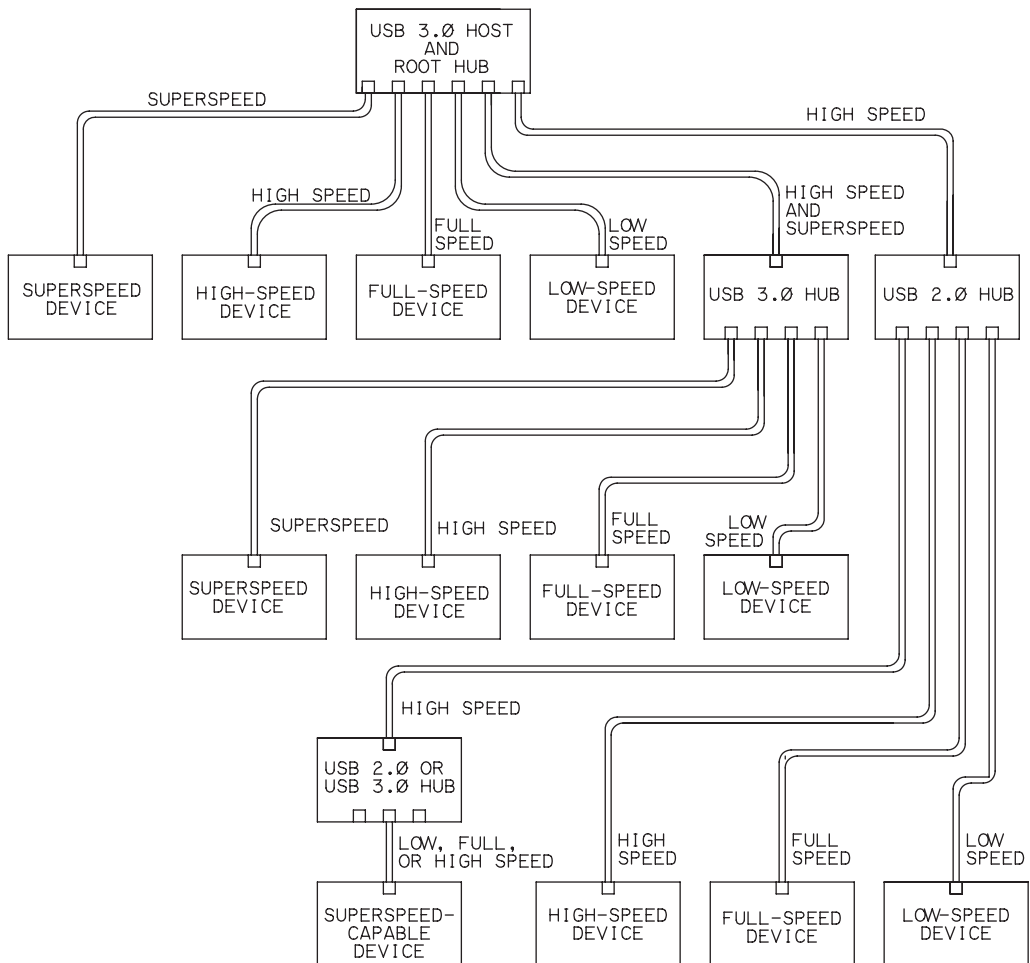 USB 3.Ø HOST
AND
ROOT HUB
SUPERSPEED
HIGH SPEED
HIGH SPEED
FULL
SPEED
LOW
SPEED
HIGH SPEED
AND
SUPERSPEED
SUPERSPEED
DEVICE
HIGH-SPEED
DEVICE
FULL-SPEED
DEVICE
LOW-SPEED
DEVICE
USB 3.Ø HUB
USB 2.Ø HUB
SUPERSPEED
HIGH SPEED
FULL
SPEED
LOW
SPEED
SUPERSPEED
DEVICE
HIGH-SPEED
DEVICE
FULL-SPEED
DEVICE
LOW-SPEED
DEVICE
HIGH SPEED
USB 2.Ø OR
USB 3.Ø HUB
LOW, FULL,
OR HIGH SPEED
HIGH
SPEED
FULL
SPEED
LOW
SPEED
SUPERSPEED-
CAPABLE
DEVICE
HIGH-SPEED
DEVICE
FULL-SPEED
DEVICE
LOW-SPEED
DEVICE